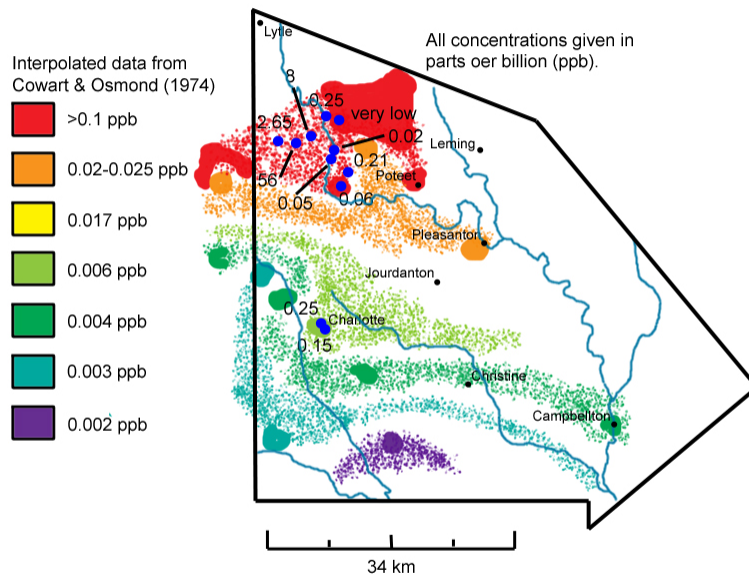 Lytle
All concentrations given in
parts oer billion (ppb).
Interpolated data from
Cowart & Osmond (1974)
>0.1 ppb
0.02-0.025 ppb
0.017 ppb
0.006 ppb
0.004 ppb
0.003 ppb
0.002 ppb
8
0.25
very low
2.65
0.02
Leming
0.21
56
Poteet
0.05
0.06
Pleasanton
Jourdanton
0.25
Charlotte
0.15
Christine
Campbellton
34 km